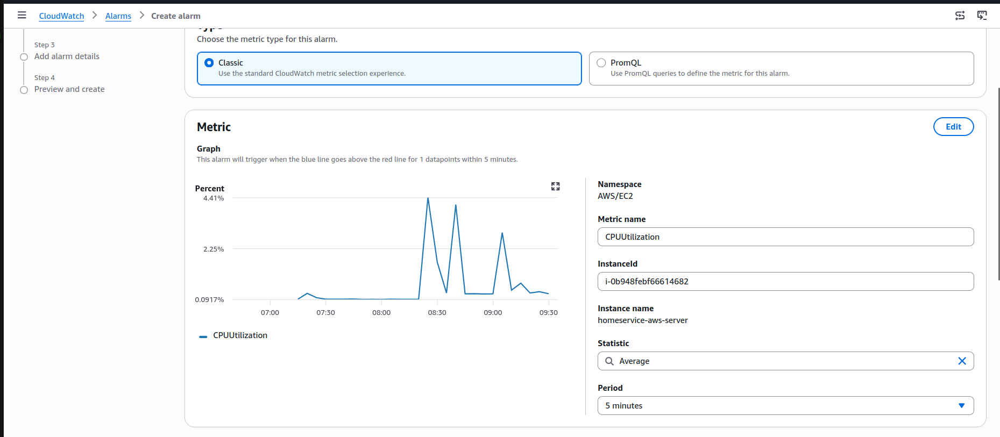 CloudWatch > Alarms > Create alarm
Step 3
Add alarm details
Step 4
Preview and create
Type
Choose the metric type for this alarm.
Classic
Use the standard CloudWatch metric selection experience.
PromQL
Use PromQL queries to define the metric for this alarm.
Metric
Edit
Graph
This alarm will trigger when the blue line goes above the red line for 1 datapoints within 5 minutes.
Percent
4.41%
2.25%
0.0917%
07:00 07:30 08:00 08:30 09:00 09:30
CPUUtilization
Namespace
AWS/EC2
Metric name
CPUUtilization
InstanceId
i-0b948febf66614682
Instance name
homeservice-aws-server
Statistic
Average
Period
5 minutes